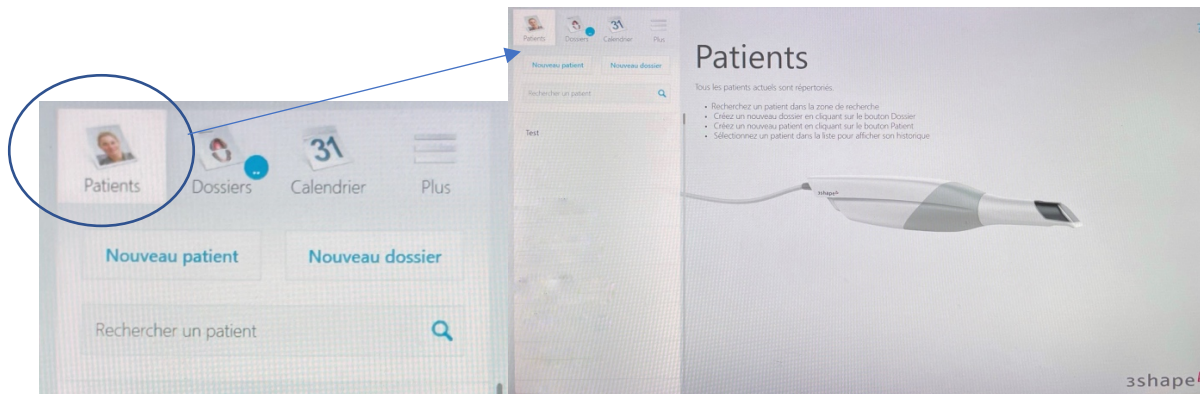 Patients
Dossiers
Calendrier
Plus
Nouveau patient
Nouveau dossier
Rechercher un patient
Patients
Dossiers
Calendrier
Plus
Nouveau patient
Nouveau dossier
Rechercher un patient
Test
Patients
Tous les patients actuels sont répertoriés.
• Recherchez un patient dans la zone de recherche
• Créez un nouveau dossier en cliquant sur le bouton Dossier
• Créez un nouveau patient en cliquant sur le bouton Patient
• Sélectionnez un patient dans la liste pour afficher son historique
31
31
3shape
3shape